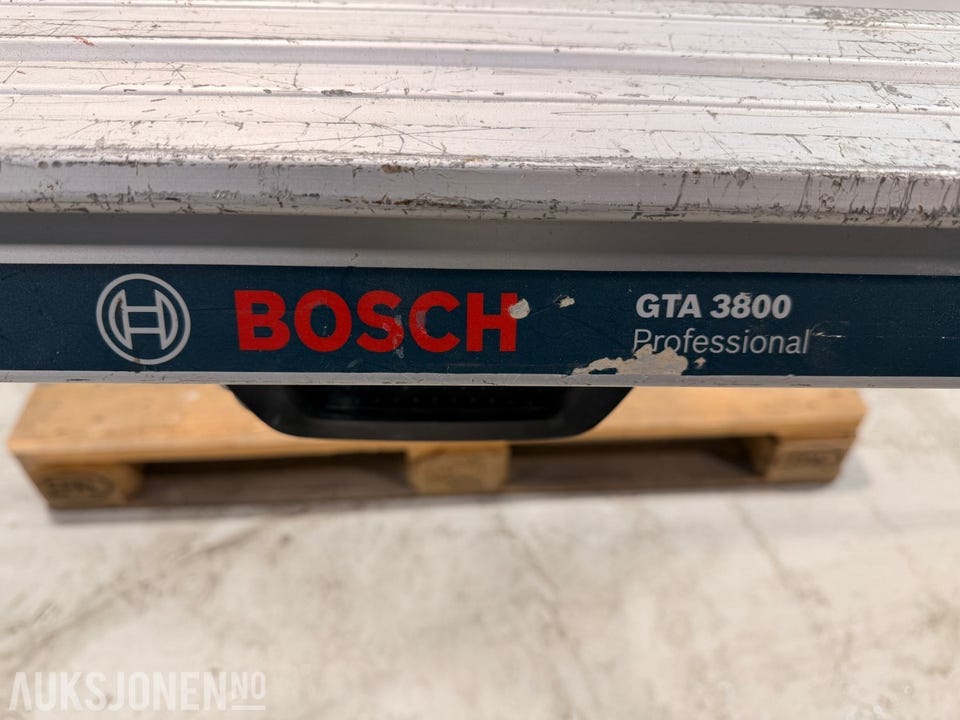 BOSCH
GTA 3800
Professional
AUKSJONEN.NO